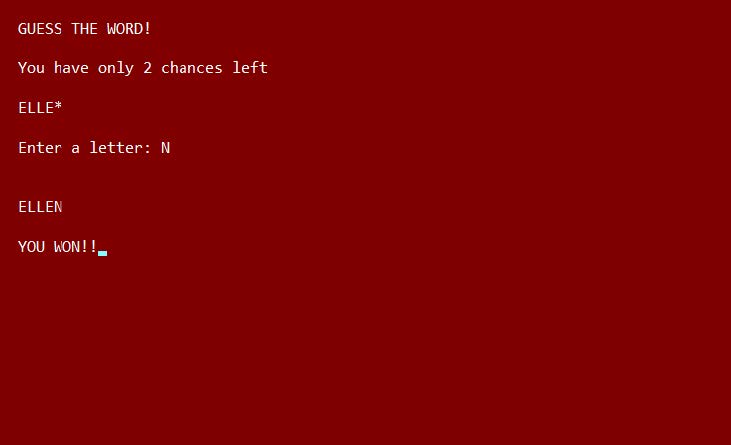 GUESS THE WORD!
You have only 2 chances left
ELLE*
Enter a letter: N
ELLEN
YOU WON!!